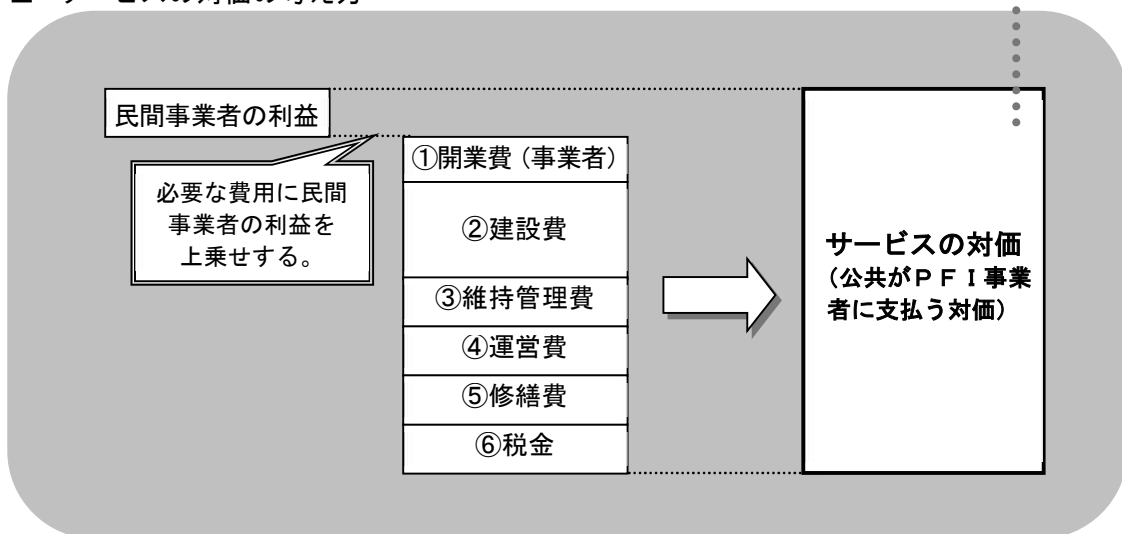 サービスの対価の考え方
民間事業者の利益
必要な費用に民間
事業者の利益を
上乗せする。
①開業費（事業者）
②建設費
③維持管理費
④運営費
⑤修繕費
⑥税金
サービスの対価
（公共がＰＦＩ事業
者に支払う対価）